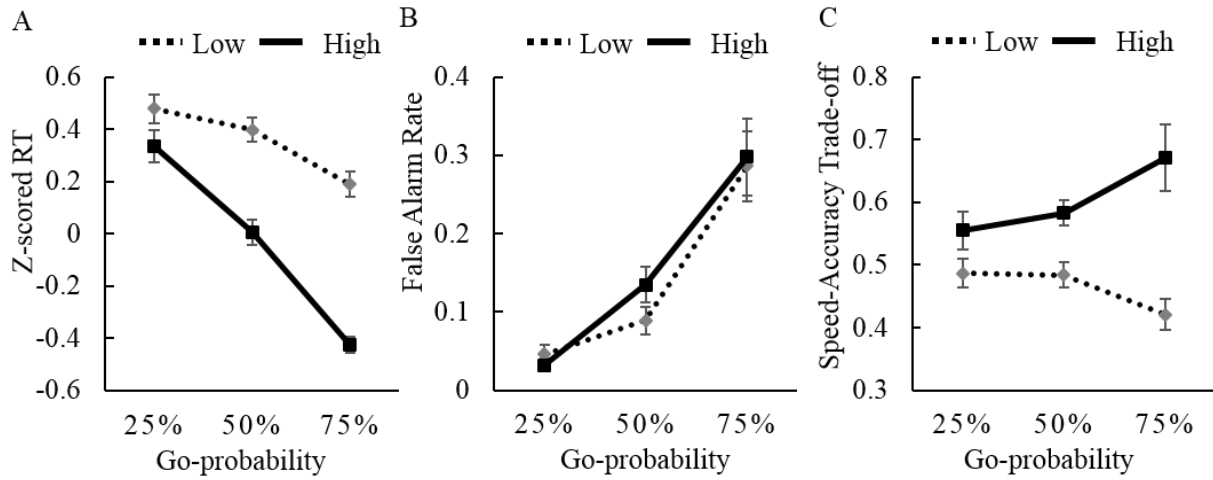 A
Low High
Z-scored RT
0.6
0.4
0.2
0
-0.2
-0.4
-0.6
25% 50% 75%
Go-probability
B
Low High
False Alarm Rate
0.4
0.3
0.2
0.1
0
25% 50% 75%
Go-probability
C
Low High
Speed-Accuracy Trade-off
0.8
0.7
0.6
0.5
0.4
0.3
25% 50% 75%
Go-probability